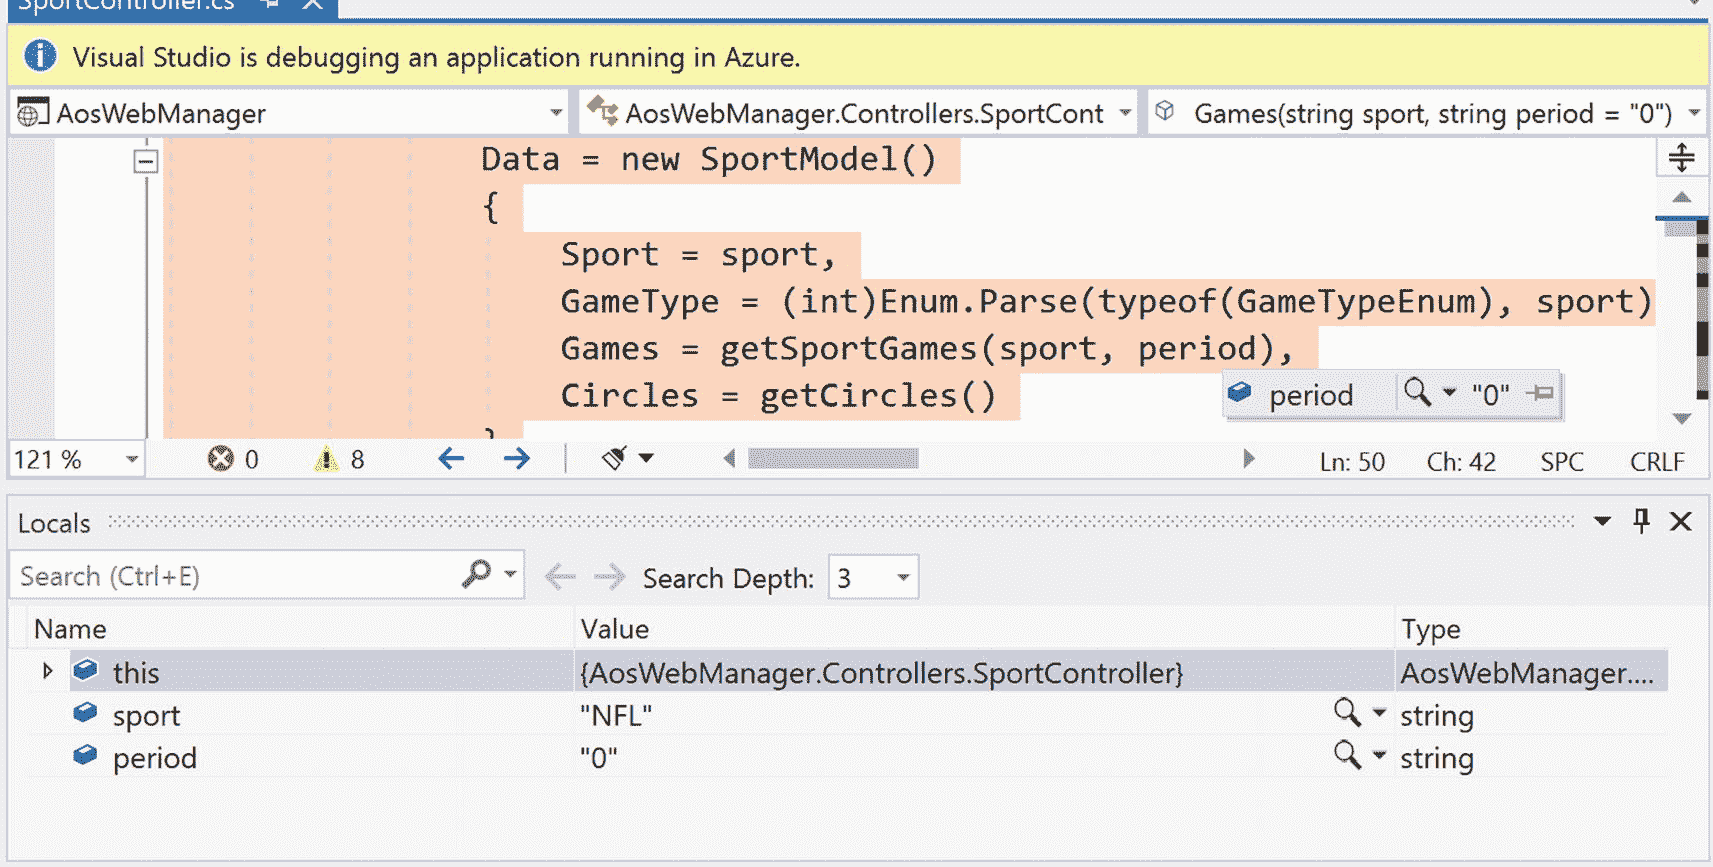 SportController.cs
Visual Studio is debugging an application running in Azure.
AosWebManager AosWebManager.Controllers.SportCont Games(string sport, string period = "0")
Data = new SportModel()
{
Sport = sport,
GameType = (int)Enum.Parse(typeof(GameTypeEnum), sport)
Games = getSportGames(sport, period),
Circles = getCircles()
period "0"
}
121 % 0 8 Ln: 50 Ch: 42 SPC CRLF
Locals
Search (Ctrl+E) Search Depth: 3
Name Value Type
this {AosWebManager.Controllers.SportController} AosWebManager....
sport "NFL" string
period "0" string